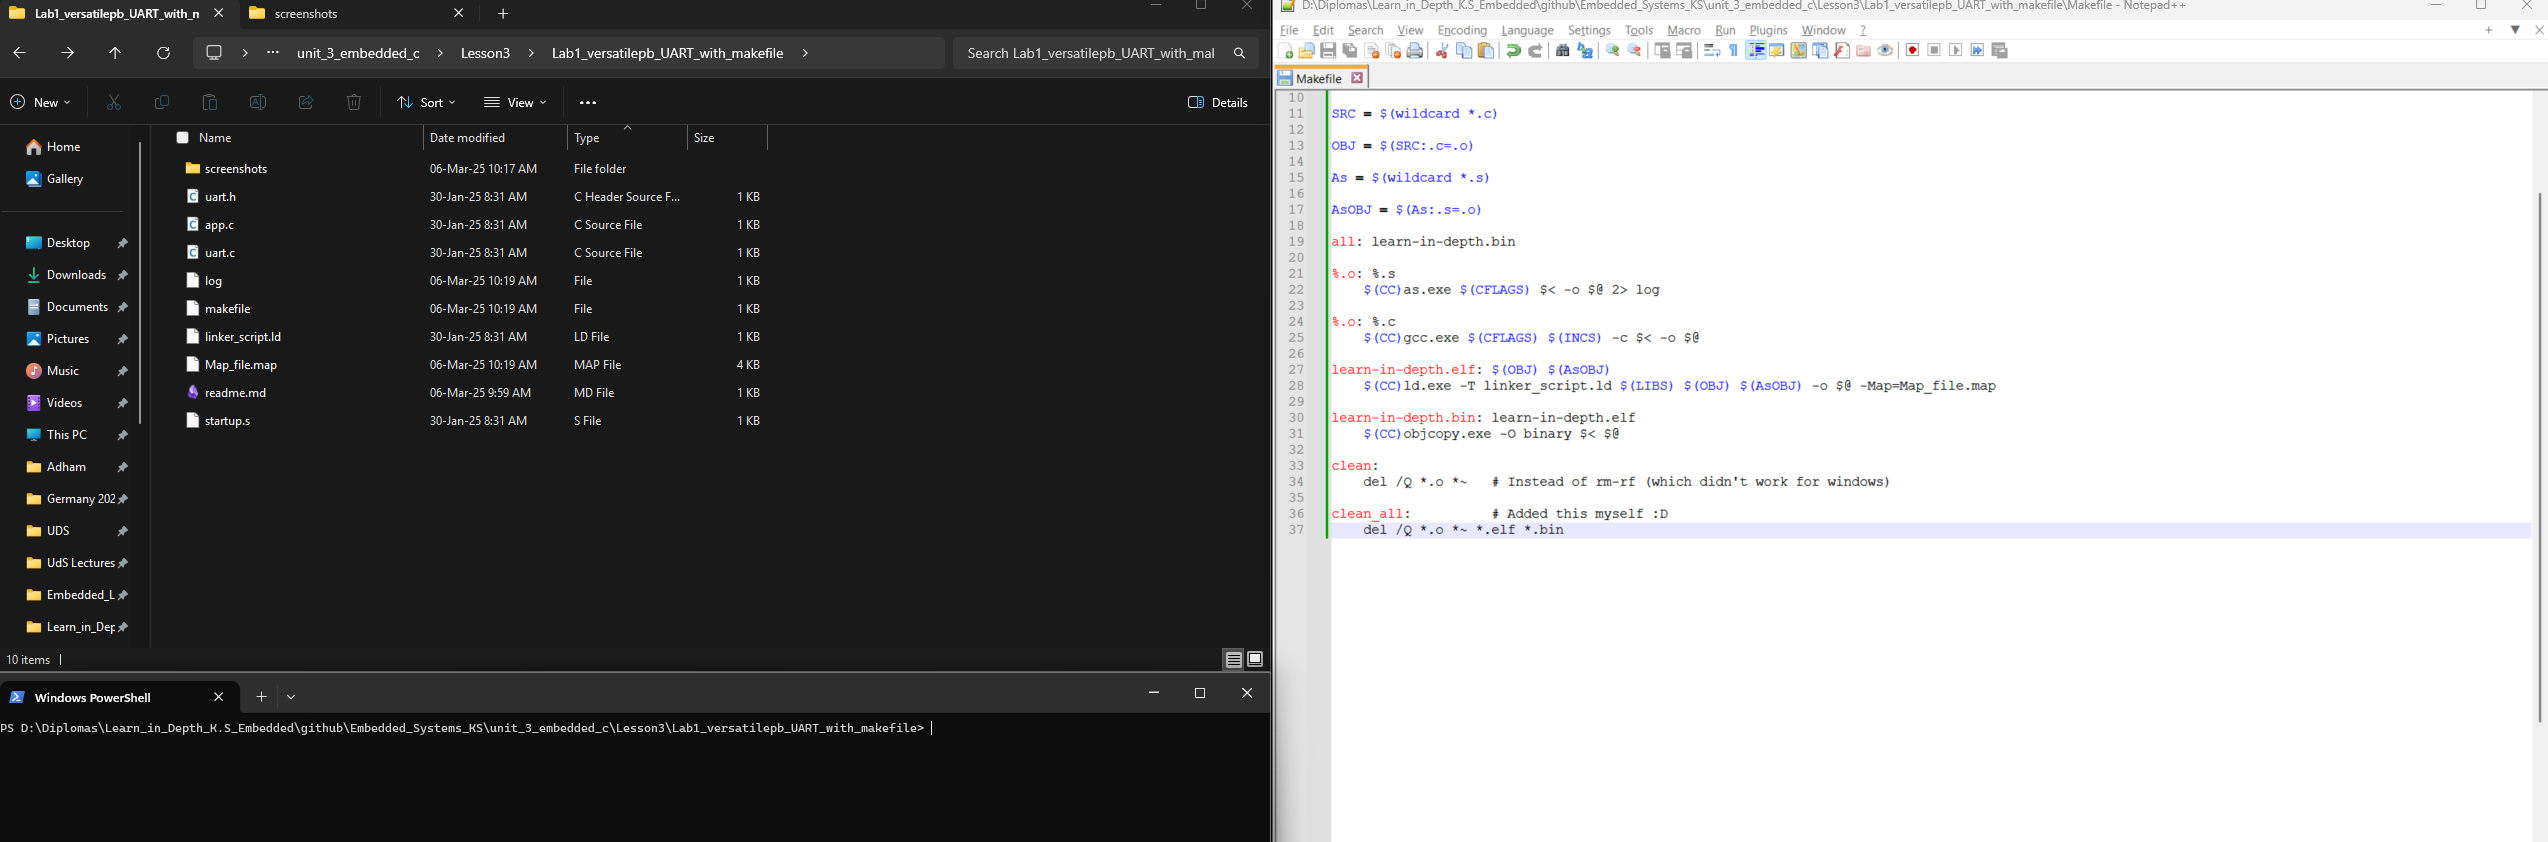 Lab1_versatilepb_UART_with_n
screenshots
unit_3_embedded_c
Lesson3
Lab1_versatilepb_UART_with_makefile
Search Lab1_versatilepb_UART_with_mal
New
Sort
View
Details
Home
Gallery
Desktop
Downloads
Documents
Pictures
Music
Videos
This PC
Adham
Germany 202
UDS
UdS Lectures
Embedded_L
Learn_in_Dep
Name Date modified Type Size
screenshots 06-Mar-25 10:17 AM File folder
uart.h 30-Jan-25 8:31 AM C Header Source F... 1 KB
app.c 30-Jan-25 8:31 AM C Source File 1 KB
uart.c 30-Jan-25 8:31 AM C Source File 1 KB
log 06-Mar-25 10:19 AM File 1 KB
makefile 06-Mar-25 10:19 AM File 1 KB
linker_script.ld 30-Jan-25 8:31 AM LD File 1 KB
Map_file.map 06-Mar-25 10:19 AM MAP File 4 KB
readme.md 06-Mar-25 9:59 AM MD File 1 KB
startup.s 30-Jan-25 8:31 AM S File 1 KB
10 items
Windows PowerShell
PS D:\Diplomas\Learn_in_Depth_K.S_Embedded\github\Embedded_Systems_KS\unit_3_embedded_c\Lesson3\Lab1_versatilepb_UART_with_makefile>
D:\Diplomas\Learn_in_Depth_K.S_Embedded\github\Embedded_Systems_KS\unit_3_embedded_c\Lesson3\Lab1_versatilepb_UART_with_makefile\Makefile - Notepad++
File Edit Search View Encoding Language Settings Tools Macro Run Plugins Window ?
Makefile
10
11 SRC = $(wildcard *.c)
12
13 OBJ = $(SRC:.c=.o)
14
15 As = $(wildcard *.s)
16
17 AsOBJ = $(As:.s=.o)
18
19 all: learn-in-depth.bin
20
21 %.o: %.s
22 $(CC)as.exe $(CFLAGS) $< -o $@ 2> log
23
24 %.o: %.c
25 $(CC)gcc.exe $(CFLAGS) $(INCS) -c $< -o $@
26
27 learn-in-depth.elf: $(OBJ) $(AsOBJ)
28 $(CC)ld.exe -T linker_script.ld $(LIBS) $(OBJ) $(AsOBJ) -o $@ -Map=Map_file.map
29
30 learn-in-depth.bin: learn-in-depth.elf
31 $(CC)objcopy.exe -O binary $< $@
32
33 clean:
34 del /Q *.o *~ # Instead of rm-rf (which didn't work for windows)
35
36 clean_all: # Added this myself :D
37 del /Q *.o *~ *.elf *.bin